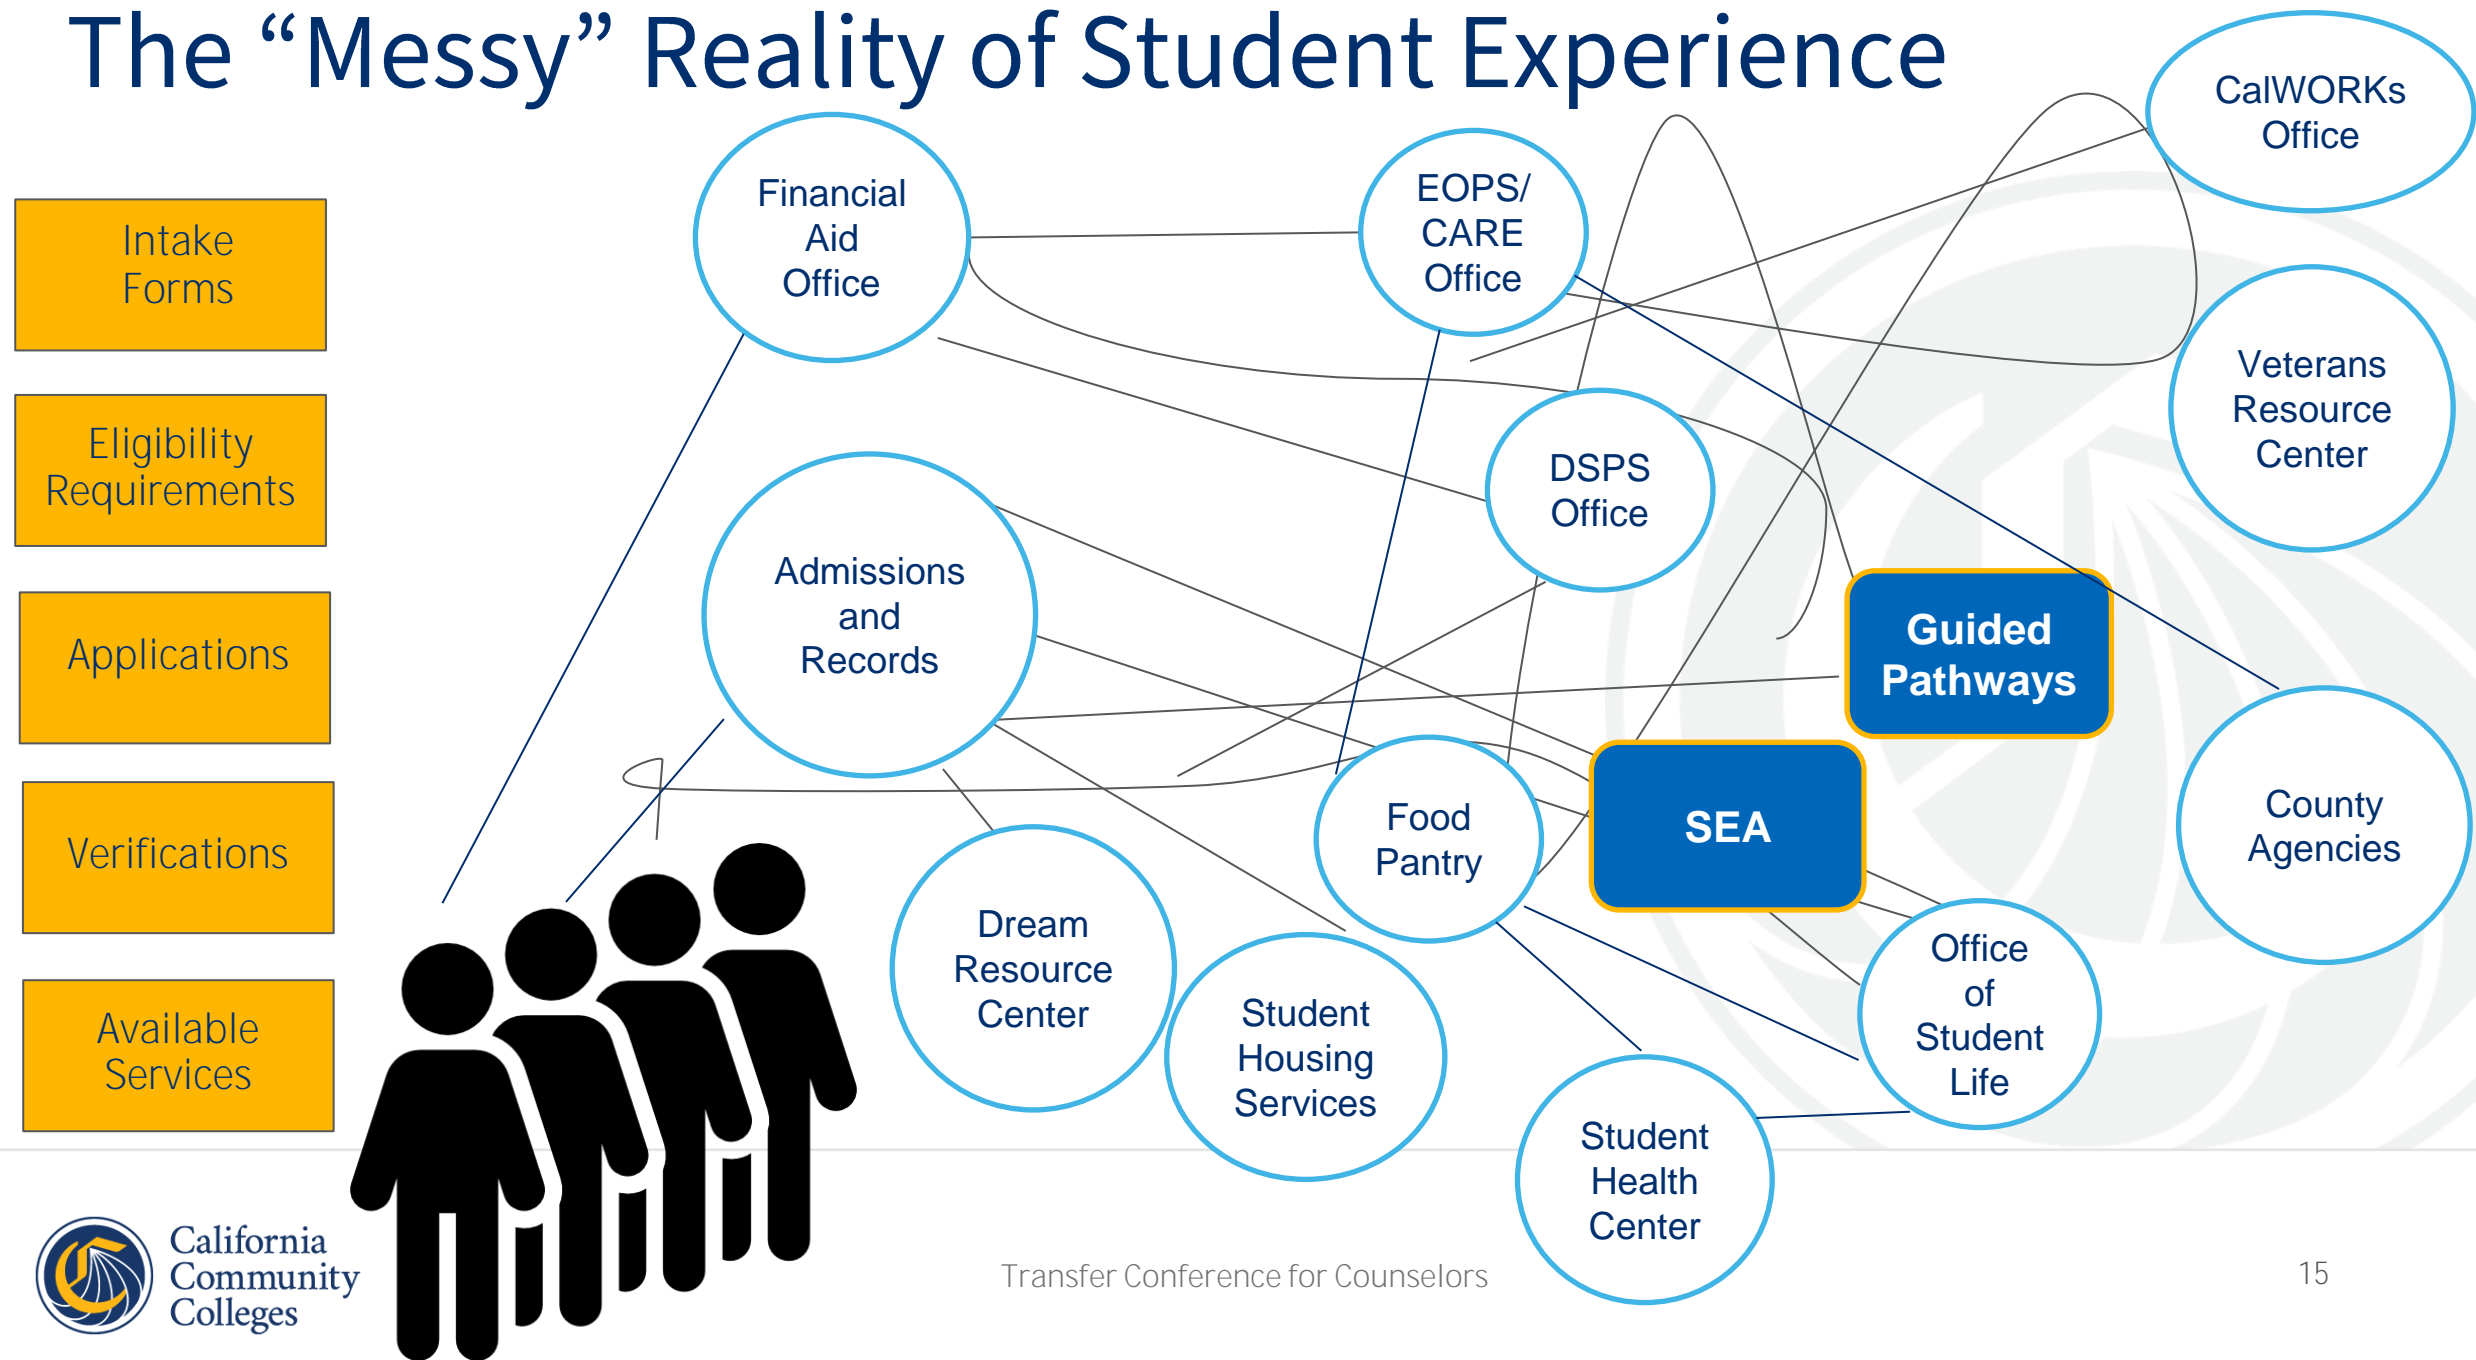 The “Messy” Reality of Student Experience
Intake
Forms
Eligibility
Requirements
Applications
Verifications
Available
Services
Financial
Aid
Office
EOPS/
CARE
Office
CalWORKs
Office
Veterans
Resource
Center
DSPS
Office
Admissions
and
Records
Guided
Pathways
SEA
Food
Pantry
County
Agencies
Dream
Resource
Center
Student
Housing
Services
Office
of
Student
Life
Student
Health
Center
California
Community
Colleges
Transfer Conference for Counselors
15